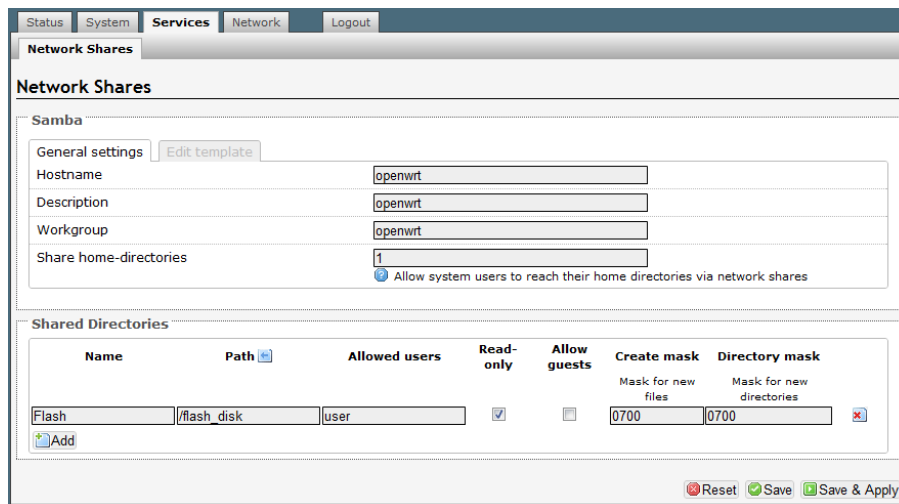 Status System Services Network Logout
Network Shares
Network Shares
Samba
General settings Edit template
Hostname openwrt
Description openwrt
Workgroup openwrt
Share home-directories 1
Allow system users to reach their home directories via network shares
Shared Directories
Name Path Allowed users Read-only Allow guests Create mask Directory mask
Mask for new files Mask for new directories
Flash /flash_disk user 0700 0700
Add
Reset Save Save & Apply